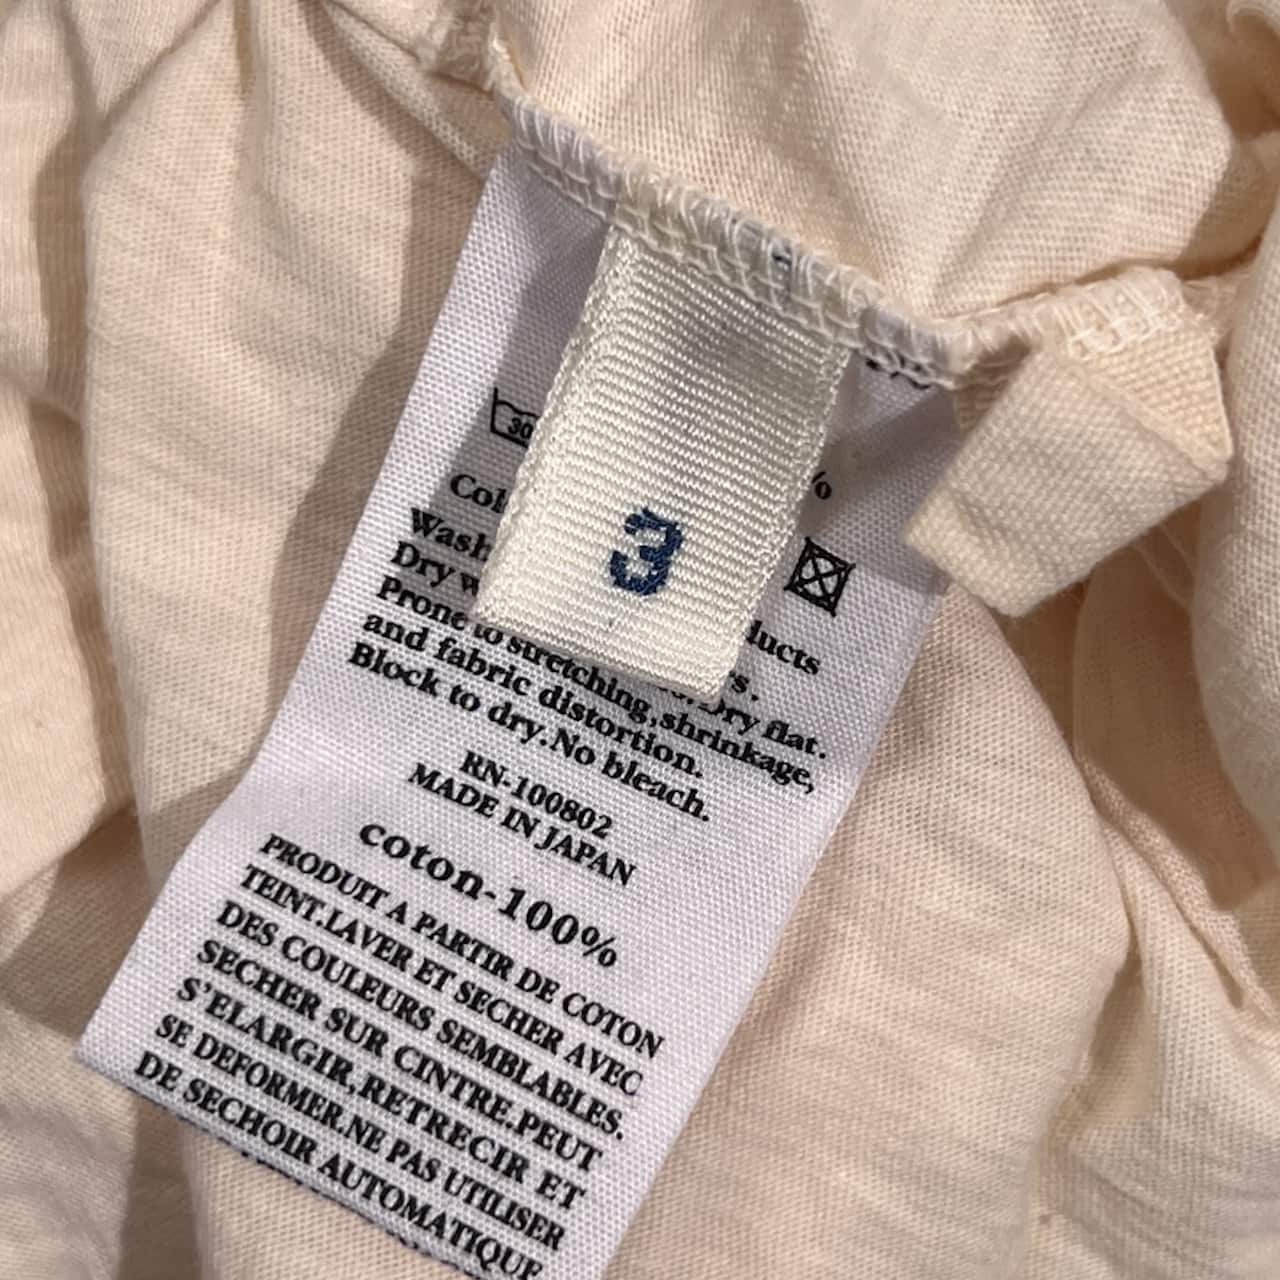 3
30
%
Col
Wash ducts
Dry w rs.
Prone to stretching,shrinkage, Dry flat.
and fabric distortion.
Block to dry.No bleach.
RN-100802
MADE IN JAPAN
coton-100%
PRODUIT A PARTIR DE COTON
TEINT.LAVER ET SECHER AVEC
DES COULEURS SEMBLABLES.
SECHER SUR CINTRE.PEUT
S'ELARGIR,RETRECIR ET
SE DEFORMER.NE PAS UTILISER
DE SECHOIR AUTOMATIQUE